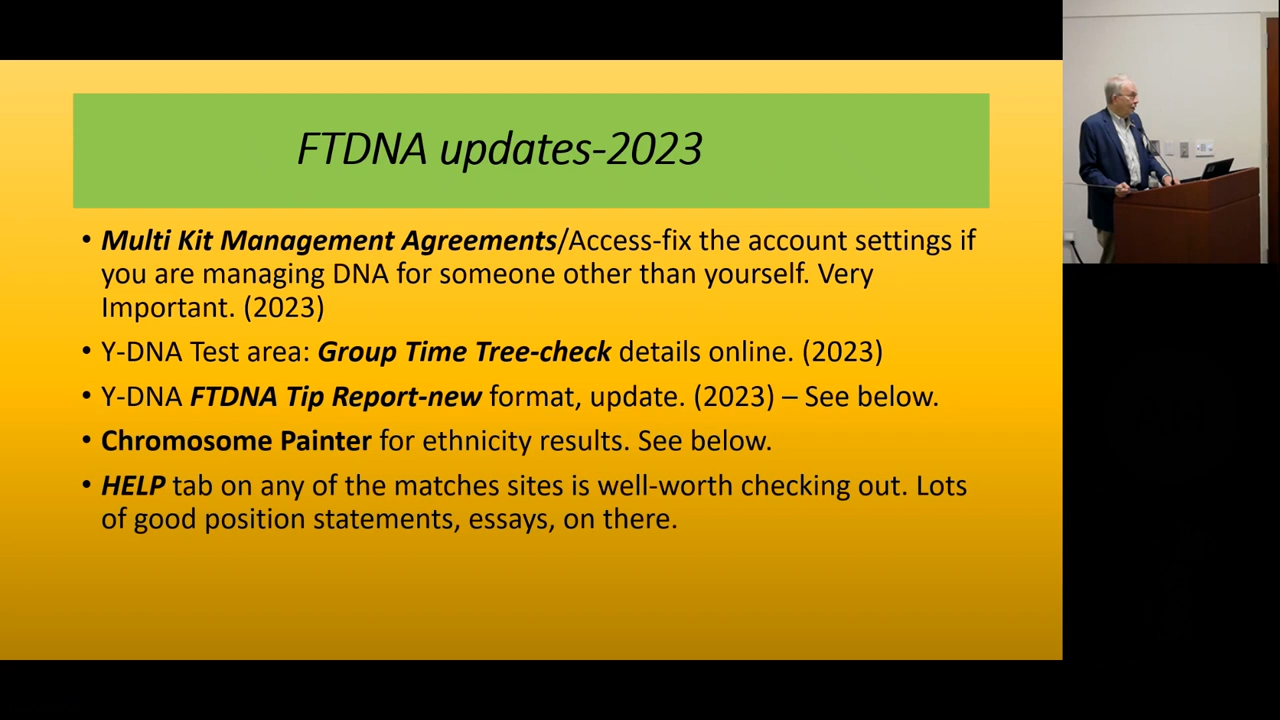 FTDNA updates-2023
• Multi Kit Management Agreements/Access-fix the account settings if
you are managing DNA for someone other than yourself. Very
Important. (2023)
• Y-DNA Test area: Group Time Tree-check details online. (2023)
• Y-DNA FTDNA Tip Report-new format, update. (2023) – See below.
• Chromosome Painter for ethnicity results. See below.
• HELP tab on any of the matches sites is well-worth checking out. Lots
of good position statements, essays, on there.